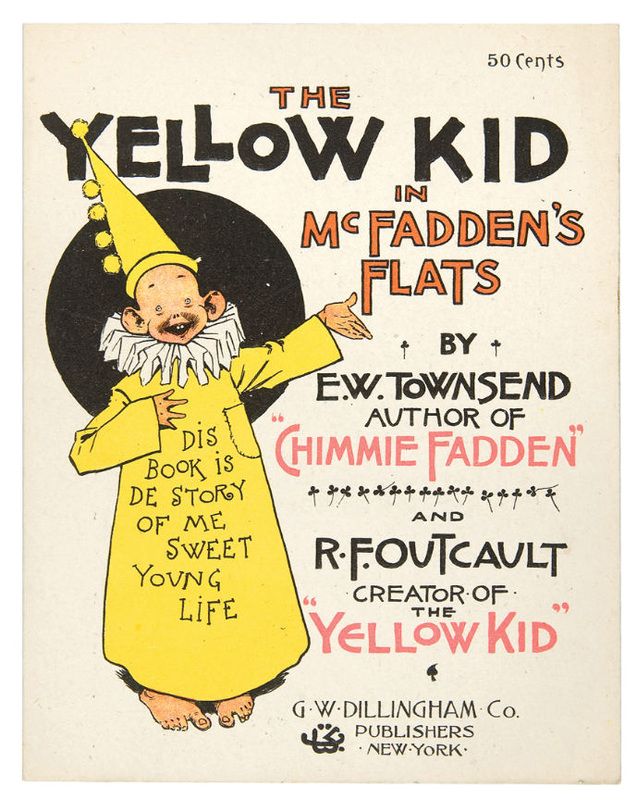 50 Cents
THE
YELLOW KID
IN
McFADDEN'S
FLATS
BY
E.W. TOWNSEND
AUTHOR OF
"CHIMMIE FADDEN"
AND
R.F. OUTCAULT
·CREATOR·OF·
THE
"YELLOW KID"
G·W·DILLINGHAM·Co.
PUBLISHERS
·NEW·YORK·
DIS
BOOK IS
DE STORY
OF ME
SWEET
YOUNG
LIFE